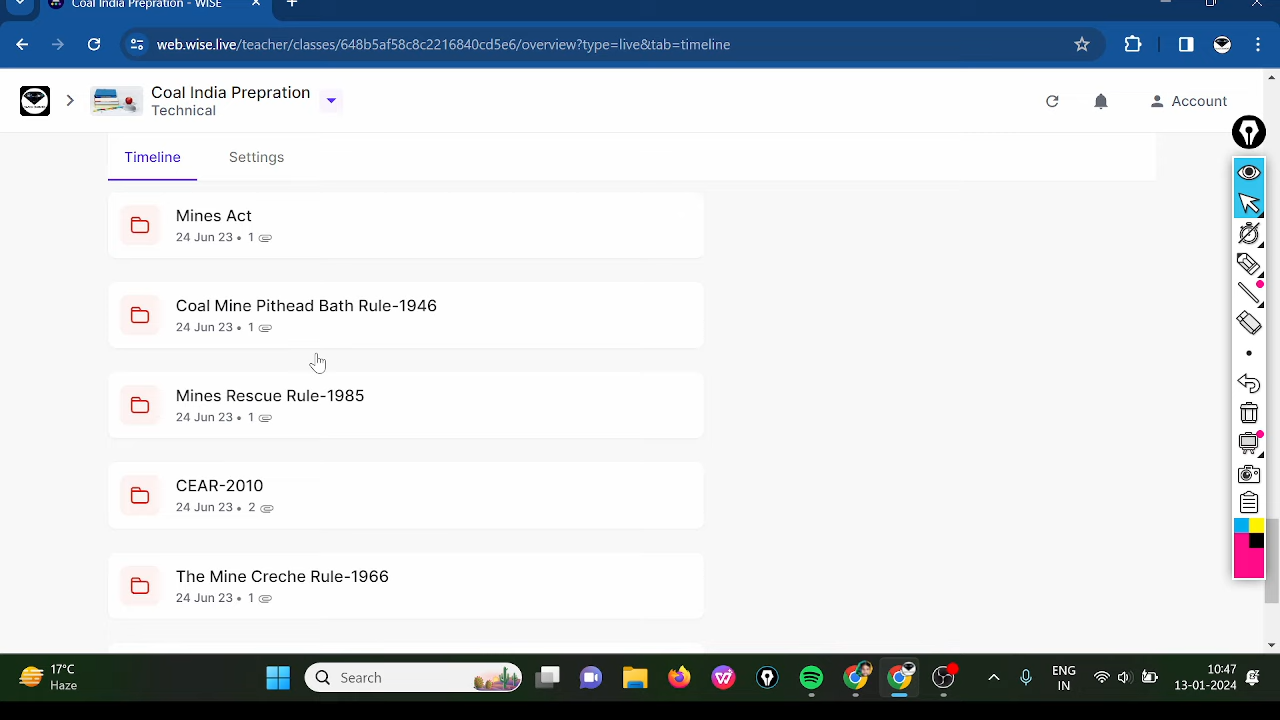 Coal India Prepration - WISE
web.wise.live/teacher/classes/648b5af58c8c2216840cd5e6/overview?type=live&tab=timeline
Coal India Prepration
Technical
Account
Timeline
Settings
Mines Act
24 Jun 23 • 1
Coal Mine Pithead Bath Rule-1946
24 Jun 23 • 1
Mines Rescue Rule-1985
24 Jun 23 • 1
CEAR-2010
24 Jun 23 • 2
The Mine Creche Rule-1966
24 Jun 23 • 1
17°C
Haze
Search
ENG
IN
10:47
13-01-2024